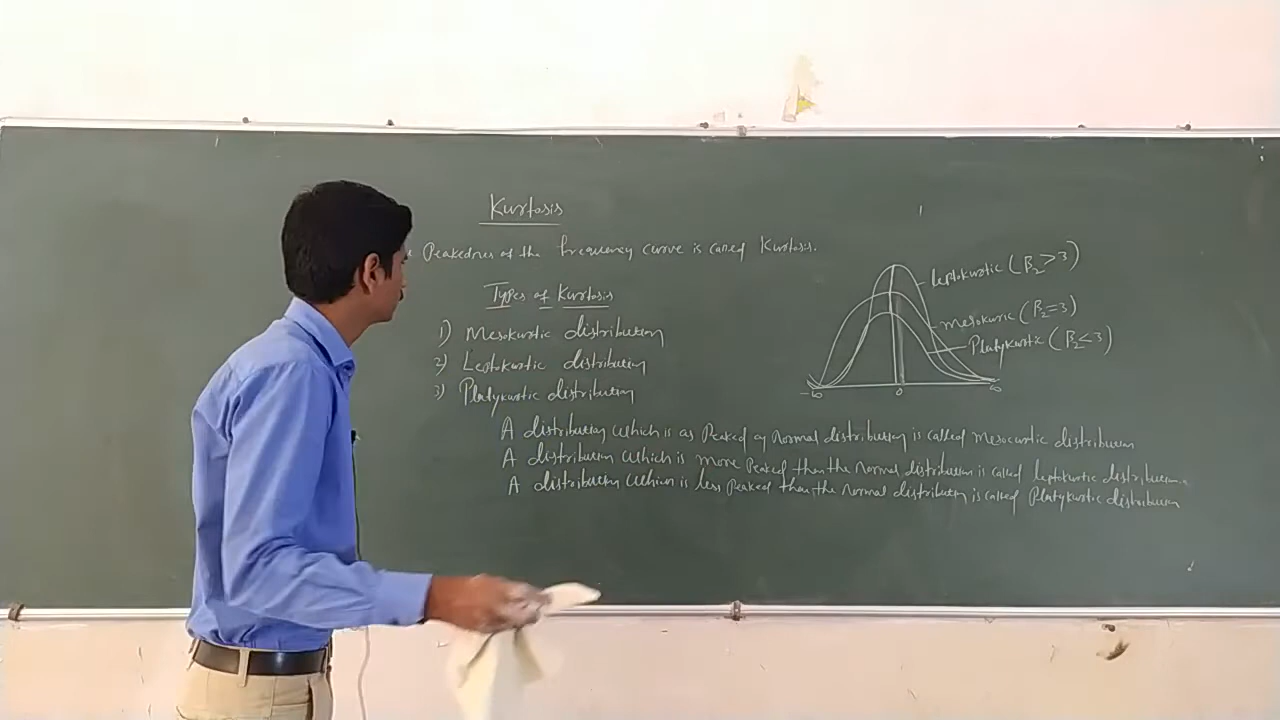 Kurtosis
Peakedness of the frequency curve is called Kurtosis.
Types of Kurtosis
1) Mesokurtic distribution
2) Leptokurtic distribution
3) Platykurtic distribution
A distribution which is as Peaked as normal distribution is called mesocurtic distribution
A distribution which is more Peaked than the normal distribution is called leptokurtic distribution.
A distribution which is less Peaked than the normal distribution is called Platykurtic distribution
leptokurtic (β₂>3)
mesokuric (β₂=3)
Platykurtic (β₂<3)
-∞ 0 ∞